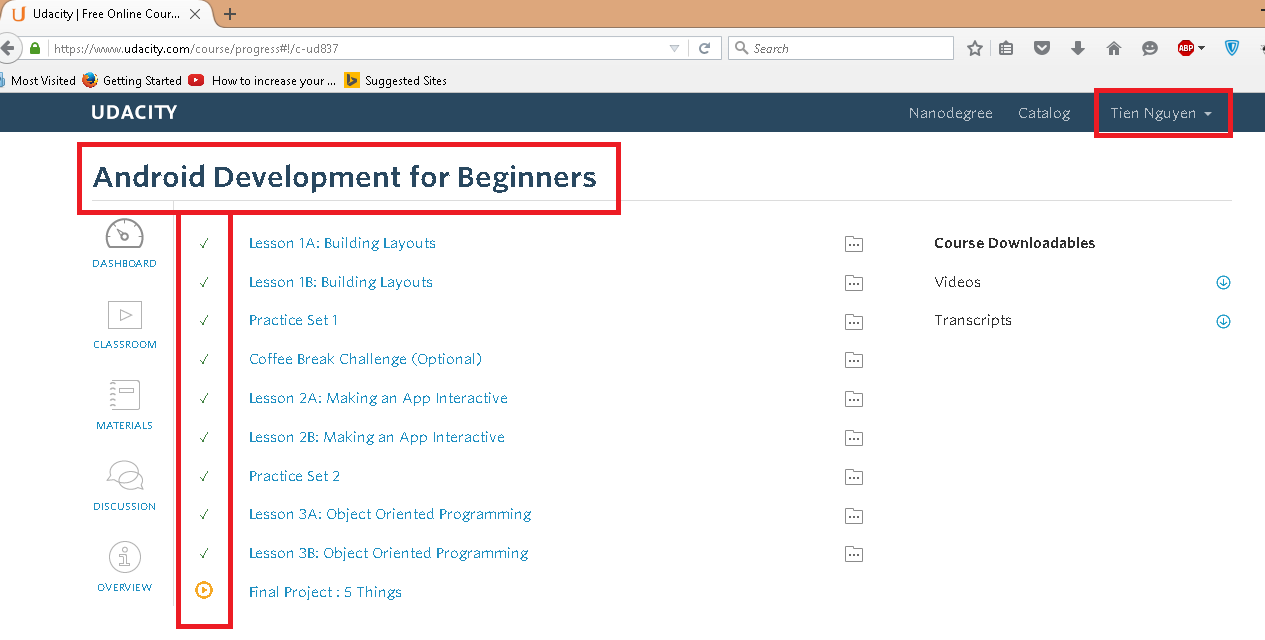 Udacity | Free Online Cour...
https://www.udacity.com/course/progress#!/c-ud837
Search
ABP
Most Visited
Getting Started
How to increase your ...
Suggested Sites
UDACITY
Nanodegree
Catalog
Tien Nguyen
Android Development for Beginners
DASHBOARD
CLASSROOM
MATERIALS
DISCUSSION
OVERVIEW
Lesson 1A: Building Layouts
Lesson 1B: Building Layouts
Practice Set 1
Coffee Break Challenge (Optional)
Lesson 2A: Making an App Interactive
Lesson 2B: Making an App Interactive
Practice Set 2
Lesson 3A: Object Oriented Programming
Lesson 3B: Object Oriented Programming
Final Project : 5 Things
Course Downloadables
Videos
Transcripts